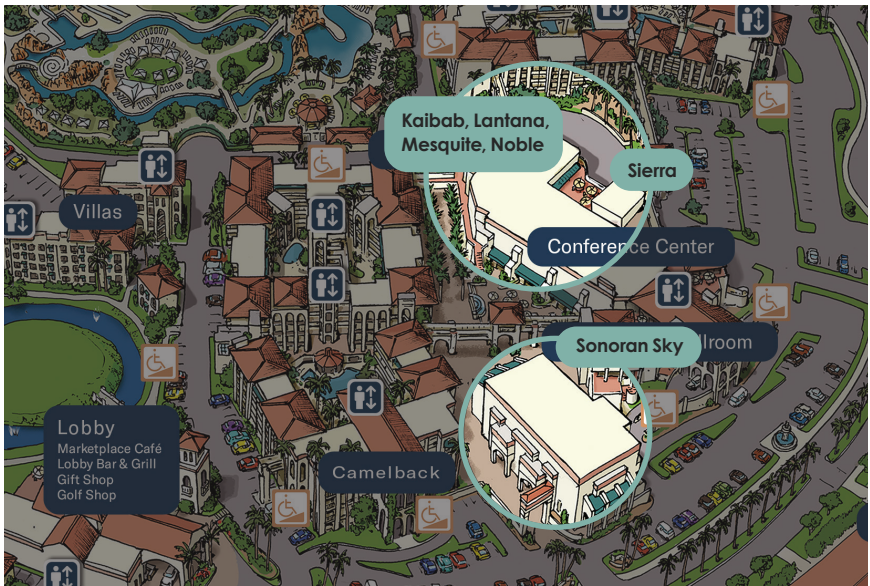 Kaibab, Lantana,
Mesquite, Noble
Sierra
Villas
Conference Center
Sonoran Sky
llroom
Lobby
Marketplace Café
Lobby Bar & Grill
Gift Shop
Golf Shop
Camelback